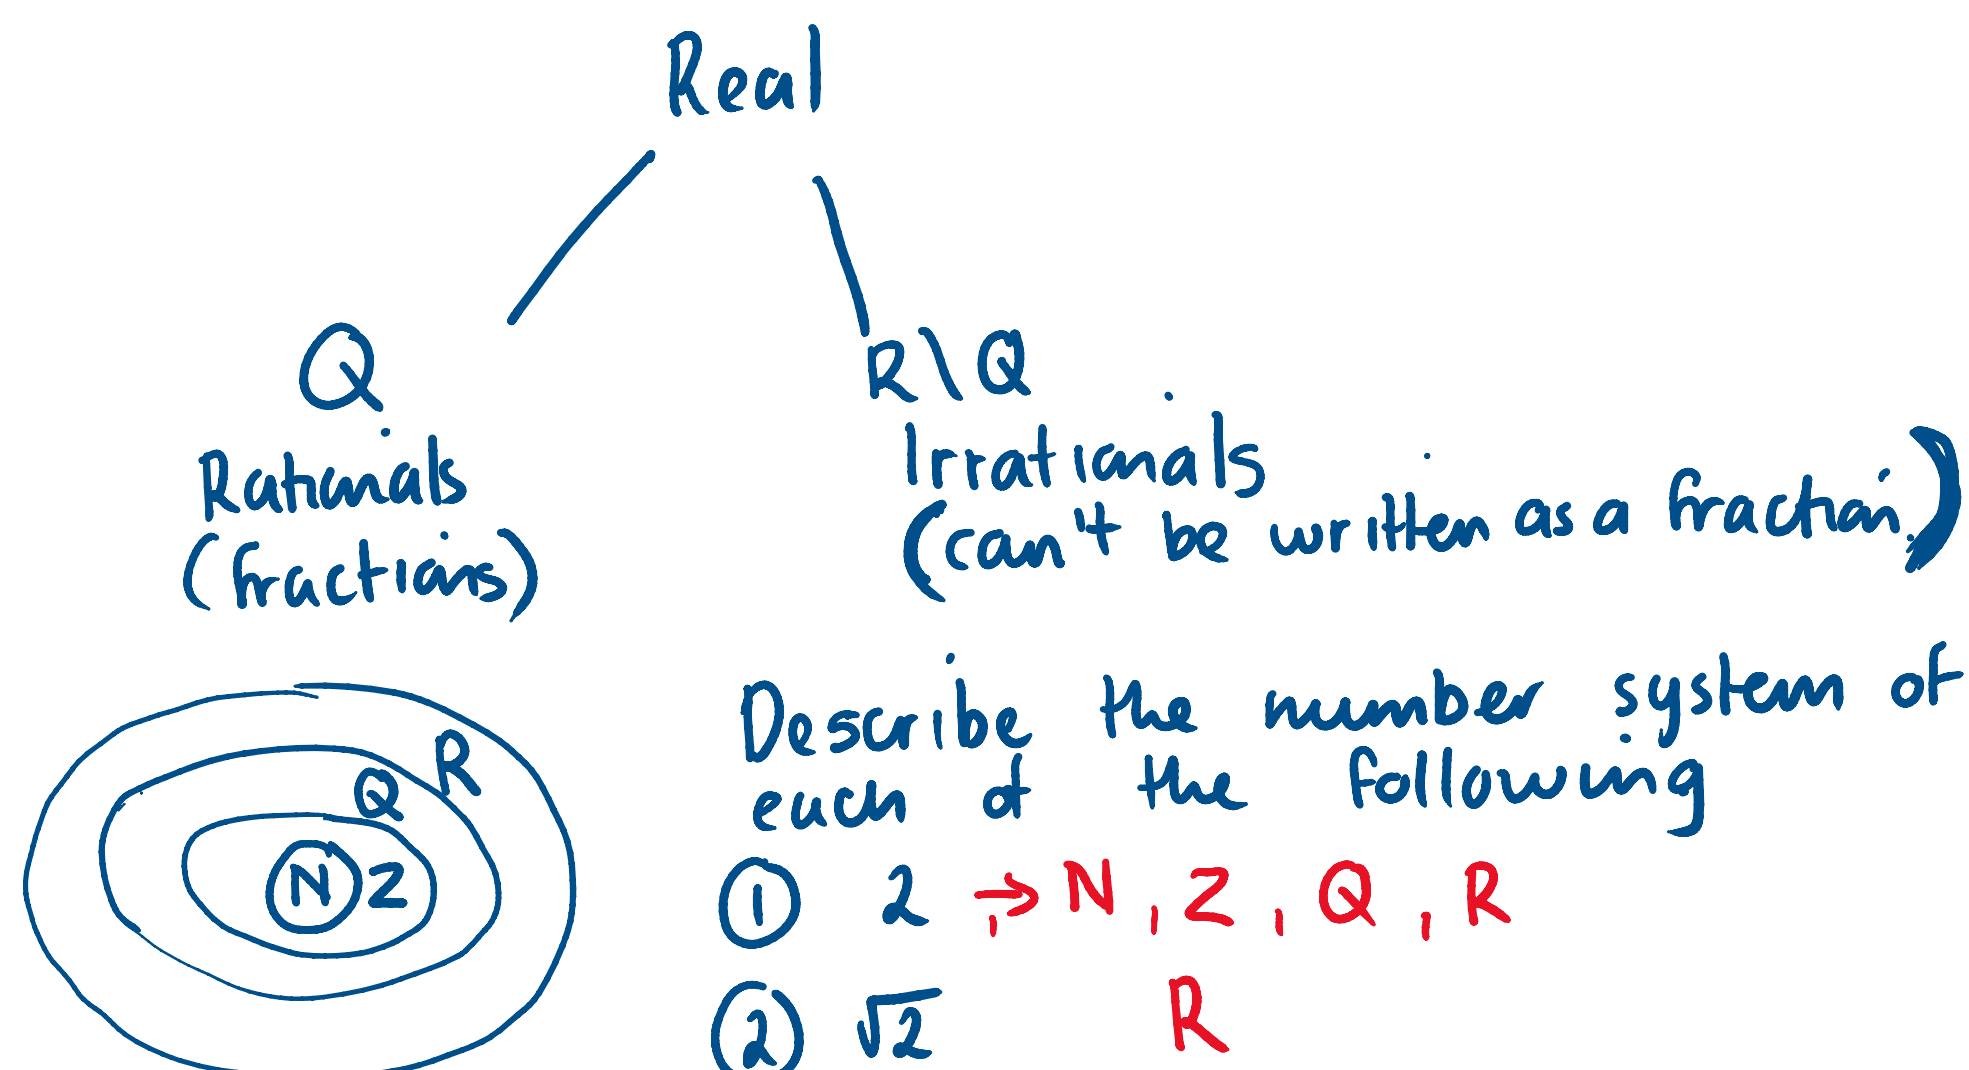 Real
Q
R\Q
Rationals
(fractions)
Irrationals
(can't be written as a fraction)
R
Q
N Z
Describe the number system of
each of the following
① 2 → N, Z, Q, R
② √2 R